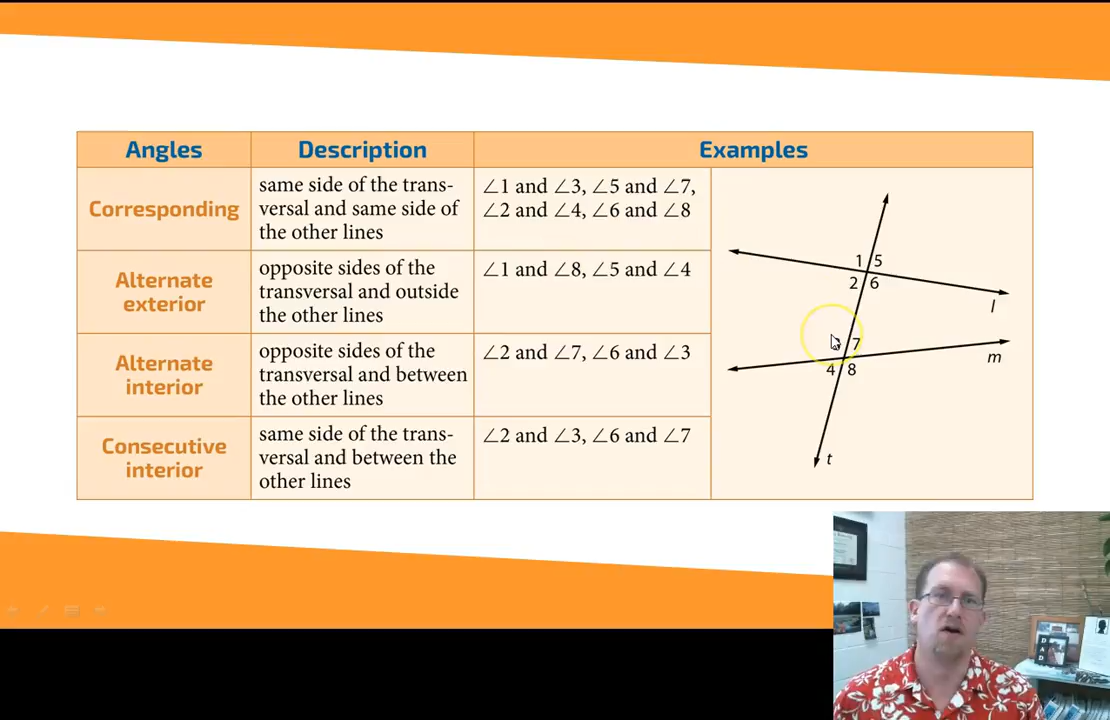 Angles
Description
Examples
Corresponding
same side of the trans-
versal and same side of
the other lines
∠1 and ∠3, ∠5 and ∠7,
∠2 and ∠4, ∠6 and ∠8
Alternate
exterior
opposite sides of the
transversal and outside
the other lines
∠1 and ∠8, ∠5 and ∠4
Alternate
interior
opposite sides of the
transversal and between
the other lines
∠2 and ∠7, ∠6 and ∠3
Consecutive
interior
same side of the trans-
versal and between the
other lines
∠2 and ∠3, ∠6 and ∠7
1 5
2 6
l
7
m
4 8
t
DAD